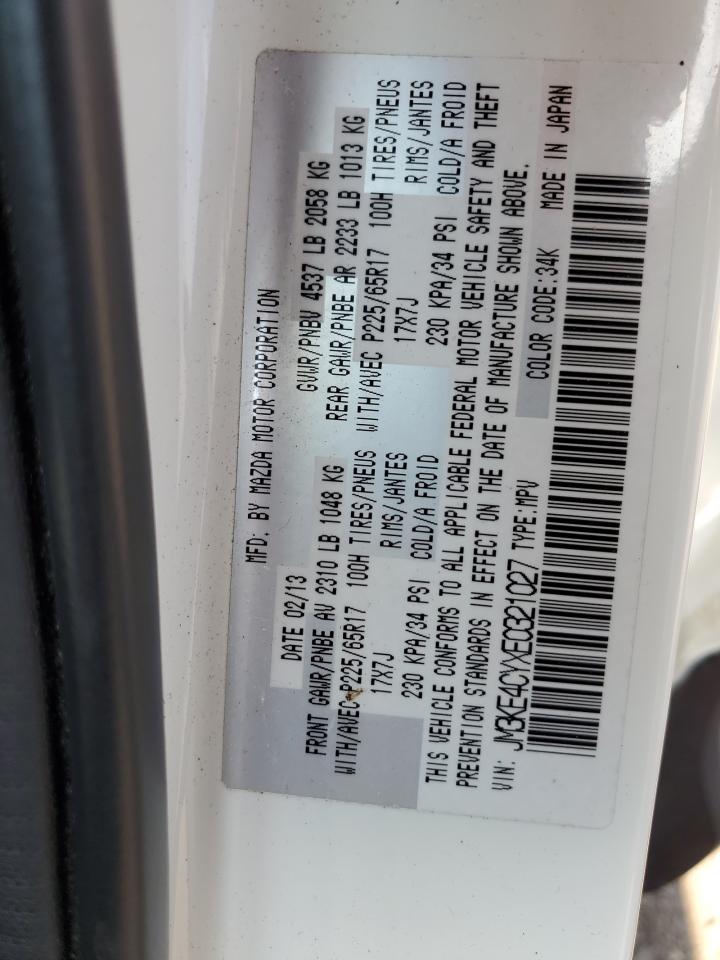 MFD. BY MAZDA MOTOR CORPORATION
DATE 02/13 GVWR/PNBV 4537 LB 2058 KG
FRONT GAWR/PNBE AV 2310 LB 1048 KG REAR GAWR/PNBE AR 2233 LB 1013 KG
WITH/AVEC P225/65R17 100H TIRES/PNEUS WITH/AVEC P225/65R17 100H TIRES/PNEUS
17X7J RIMS/JANTES 17X7J RIMS/JANTES
230 KPA/34 PSI COLD/A FROID 230 KPA/34 PSI COLD/A FROID
THIS VEHICLE CONFORMS TO ALL APPLICABLE FEDERAL MOTOR VEHICLE SAFETY AND THEFT
PREVENTION STANDARDS IN EFFECT ON THE DATE OF MANUFACTURE SHOWN ABOVE.
VIN: JM3KE4CYXE0321027 TYPE:MPV COLOR CODE:34K MADE IN JAPAN